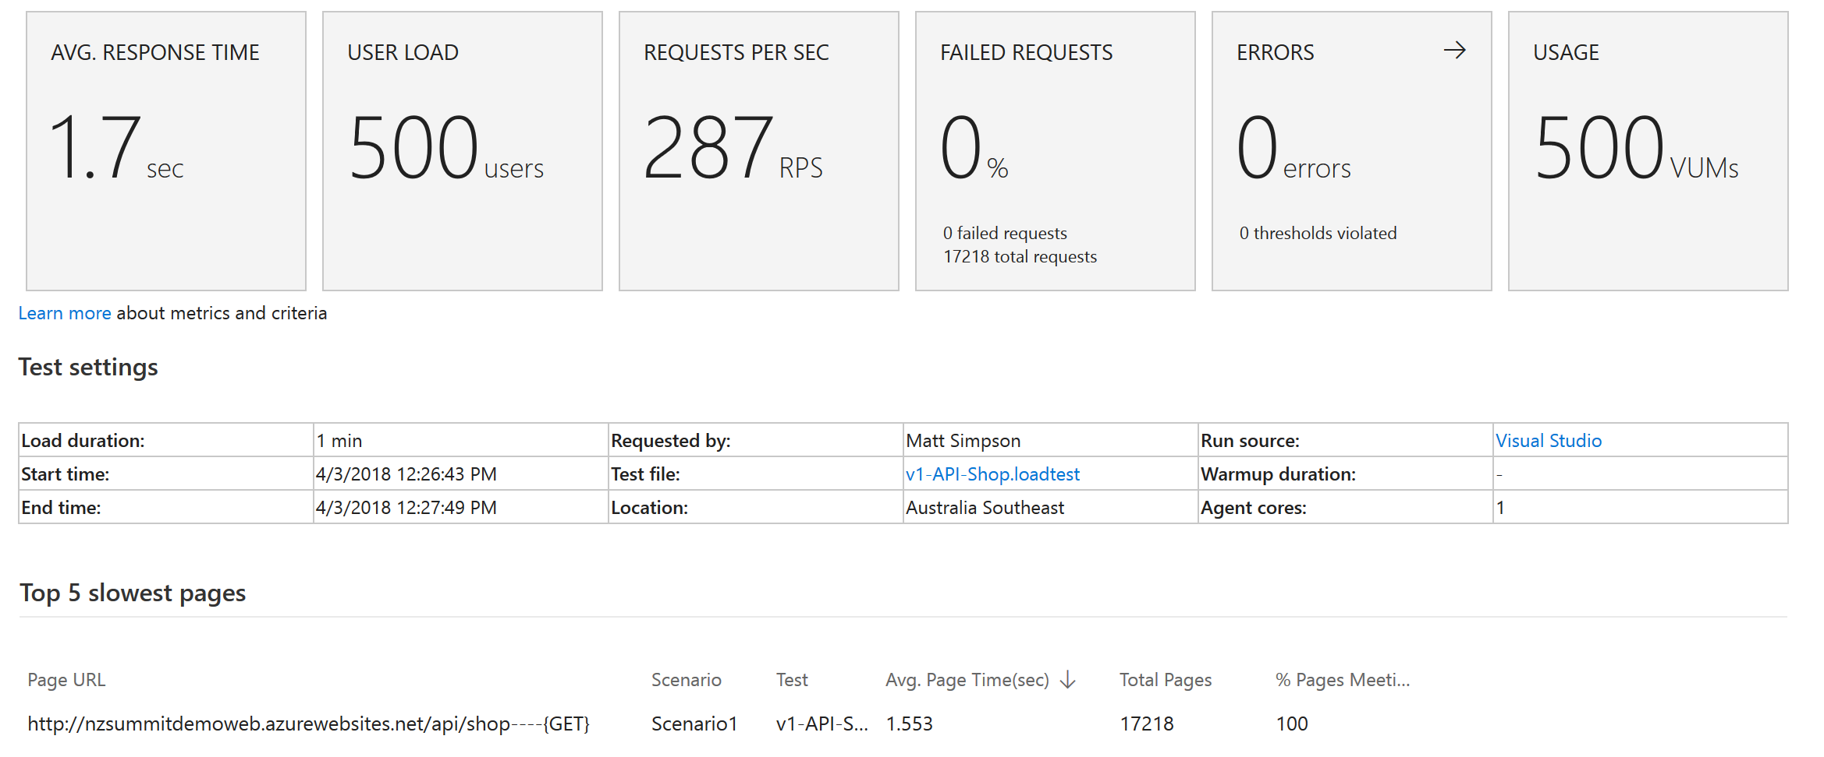 AVG. RESPONSE TIME
1.7 sec
USER LOAD
500 users
REQUESTS PER SEC
287 RPS
FAILED REQUESTS
0 %
0 failed requests
17218 total requests
ERRORS →
0 errors
0 thresholds violated
USAGE
500 VUMs
Learn more about metrics and criteria
Test settings
Load duration: 1 min Requested by: Matt Simpson Run source: Visual Studio
Start time: 4/3/2018 12:26:43 PM Test file: v1-API-Shop.loadtest Warmup duration: -
End time: 4/3/2018 12:27:49 PM Location: Australia Southeast Agent cores: 1
Top 5 slowest pages
Page URL Scenario Test Avg. Page Time(sec) ↓ Total Pages % Pages Meeti...
http://nzsummitdemoweb.azurewebsites.net/api/shop----{GET} Scenario1 v1-API-S... 1.553 17218 100